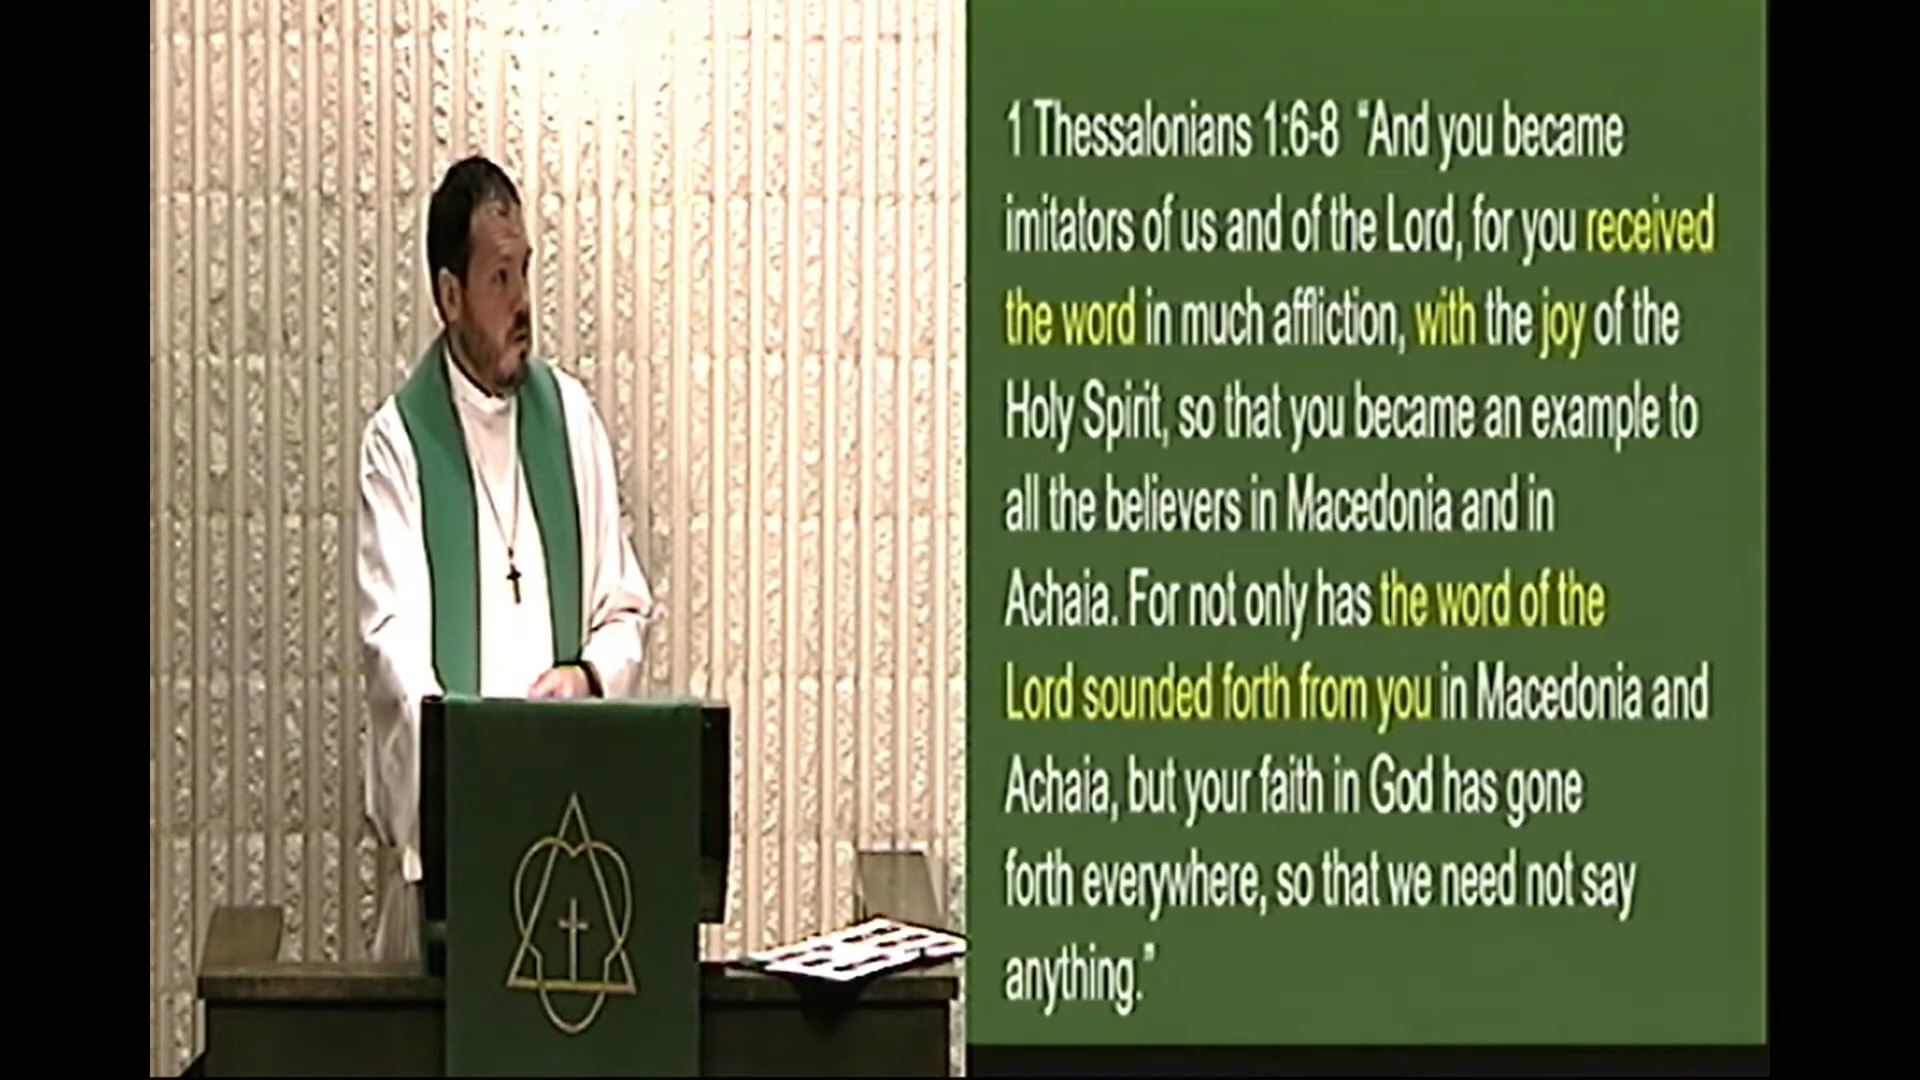 1 Thessalonians 1:6-8 “And you became
imitators of us and of the Lord, for you received
the word in much affliction, with the joy of the
Holy Spirit, so that you became an example to
all the believers in Macedonia and in
Achaia. For not only has the word of the
Lord sounded forth from you in Macedonia and
Achaia, but your faith in God has gone
forth everywhere, so that we need not say
anything.”